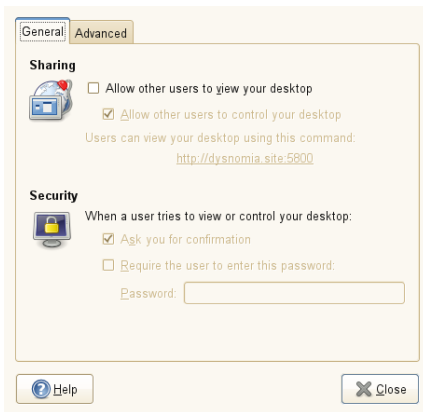 General
Advanced
Sharing
Allow other users to view your desktop
Allow other users to control your desktop
Users can view your desktop using this command:
http://dysnomia.site:5800
Security
When a user tries to view or control your desktop:
Ask you for confirmation
Require the user to enter this password:
Password:
Help
Close